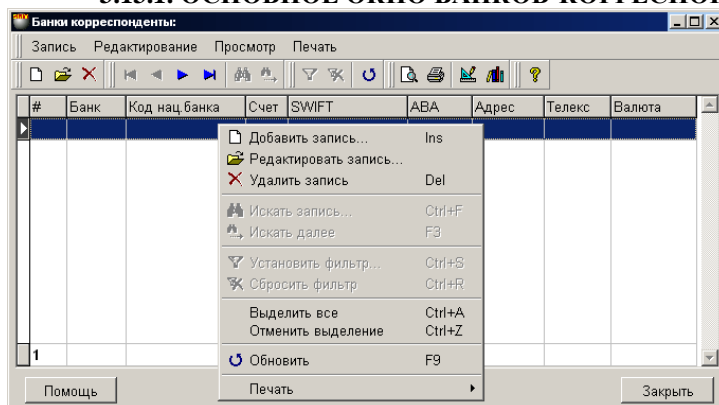 Банки корреспонденты:
Запись Редактирование Просмотр Печать
# Банк Код нац.банка Счет SWIFT ABA Адрес Телекс Валюта
Добавить запись... Ins
Редактировать запись...
Удалить запись Del
Искать запись... Ctrl+F
Искать далее F3
Установить фильтр... Ctrl+S
Сбросить фильтр Ctrl+R
Выделить все Ctrl+A
Отменить выделение Ctrl+Z
Обновить F9
Печать
1
Помощь Закрыть